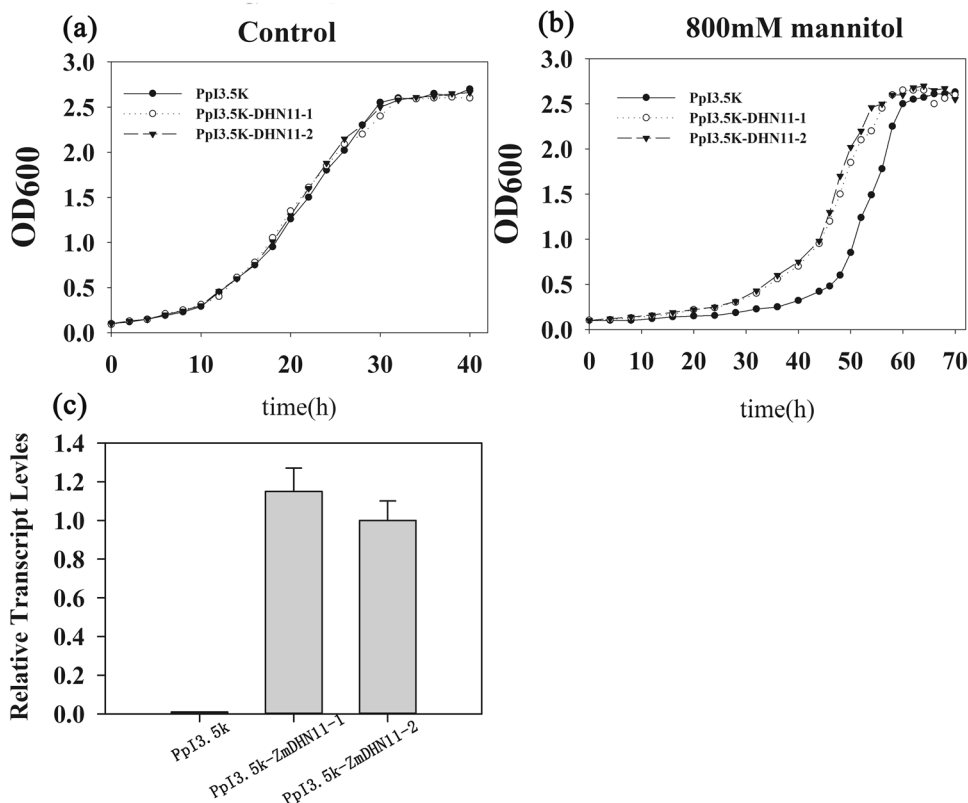 (a)
Control
3.0
2.5
2.0
1.5
1.0
0.5
0.0
OD600
PpI3.5K
PpI3.5K-DHN11-1
PpI3.5K-DHN11-2
0 10 20 30 40
time(h)
(b)
800mM mannitol
3.0
2.5
2.0
1.5
1.0
0.5
0.0
OD600
PpI3.5K
PpI3.5K-DHN11-1
PpI3.5K-DHN11-2
0 10 20 30 40 50 60 70
time(h)
(c)
1.4
1.2
1.0
0.8
0.6
0.4
0.2
0.0
Relative Transcript Levles
PpI3. 5k
PpI3. 5k-ZmDHN11-1
PpI3. 5k-ZmDHN11-2